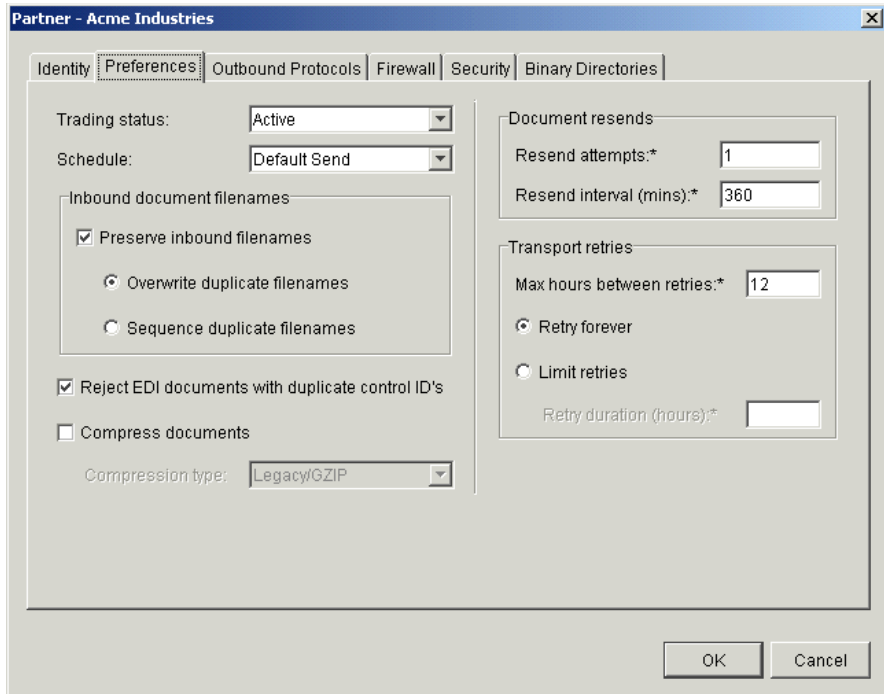 Partner - Acme Industries
Identity Preferences Outbound Protocols Firewall Security Binary Directories
Trading status: Active
Schedule: Default Send
Inbound document filenames
Preserve inbound filenames
Overwrite duplicate filenames
Sequence duplicate filenames
Reject EDI documents with duplicate control ID's
Compress documents
Compression type: Legacy/GZIP
Document resends
Resend attempts:* 1
Resend interval (mins):* 360
Transport retries
Max hours between retries:* 12
Retry forever
Limit retries
Retry duration (hours):*
OK Cancel